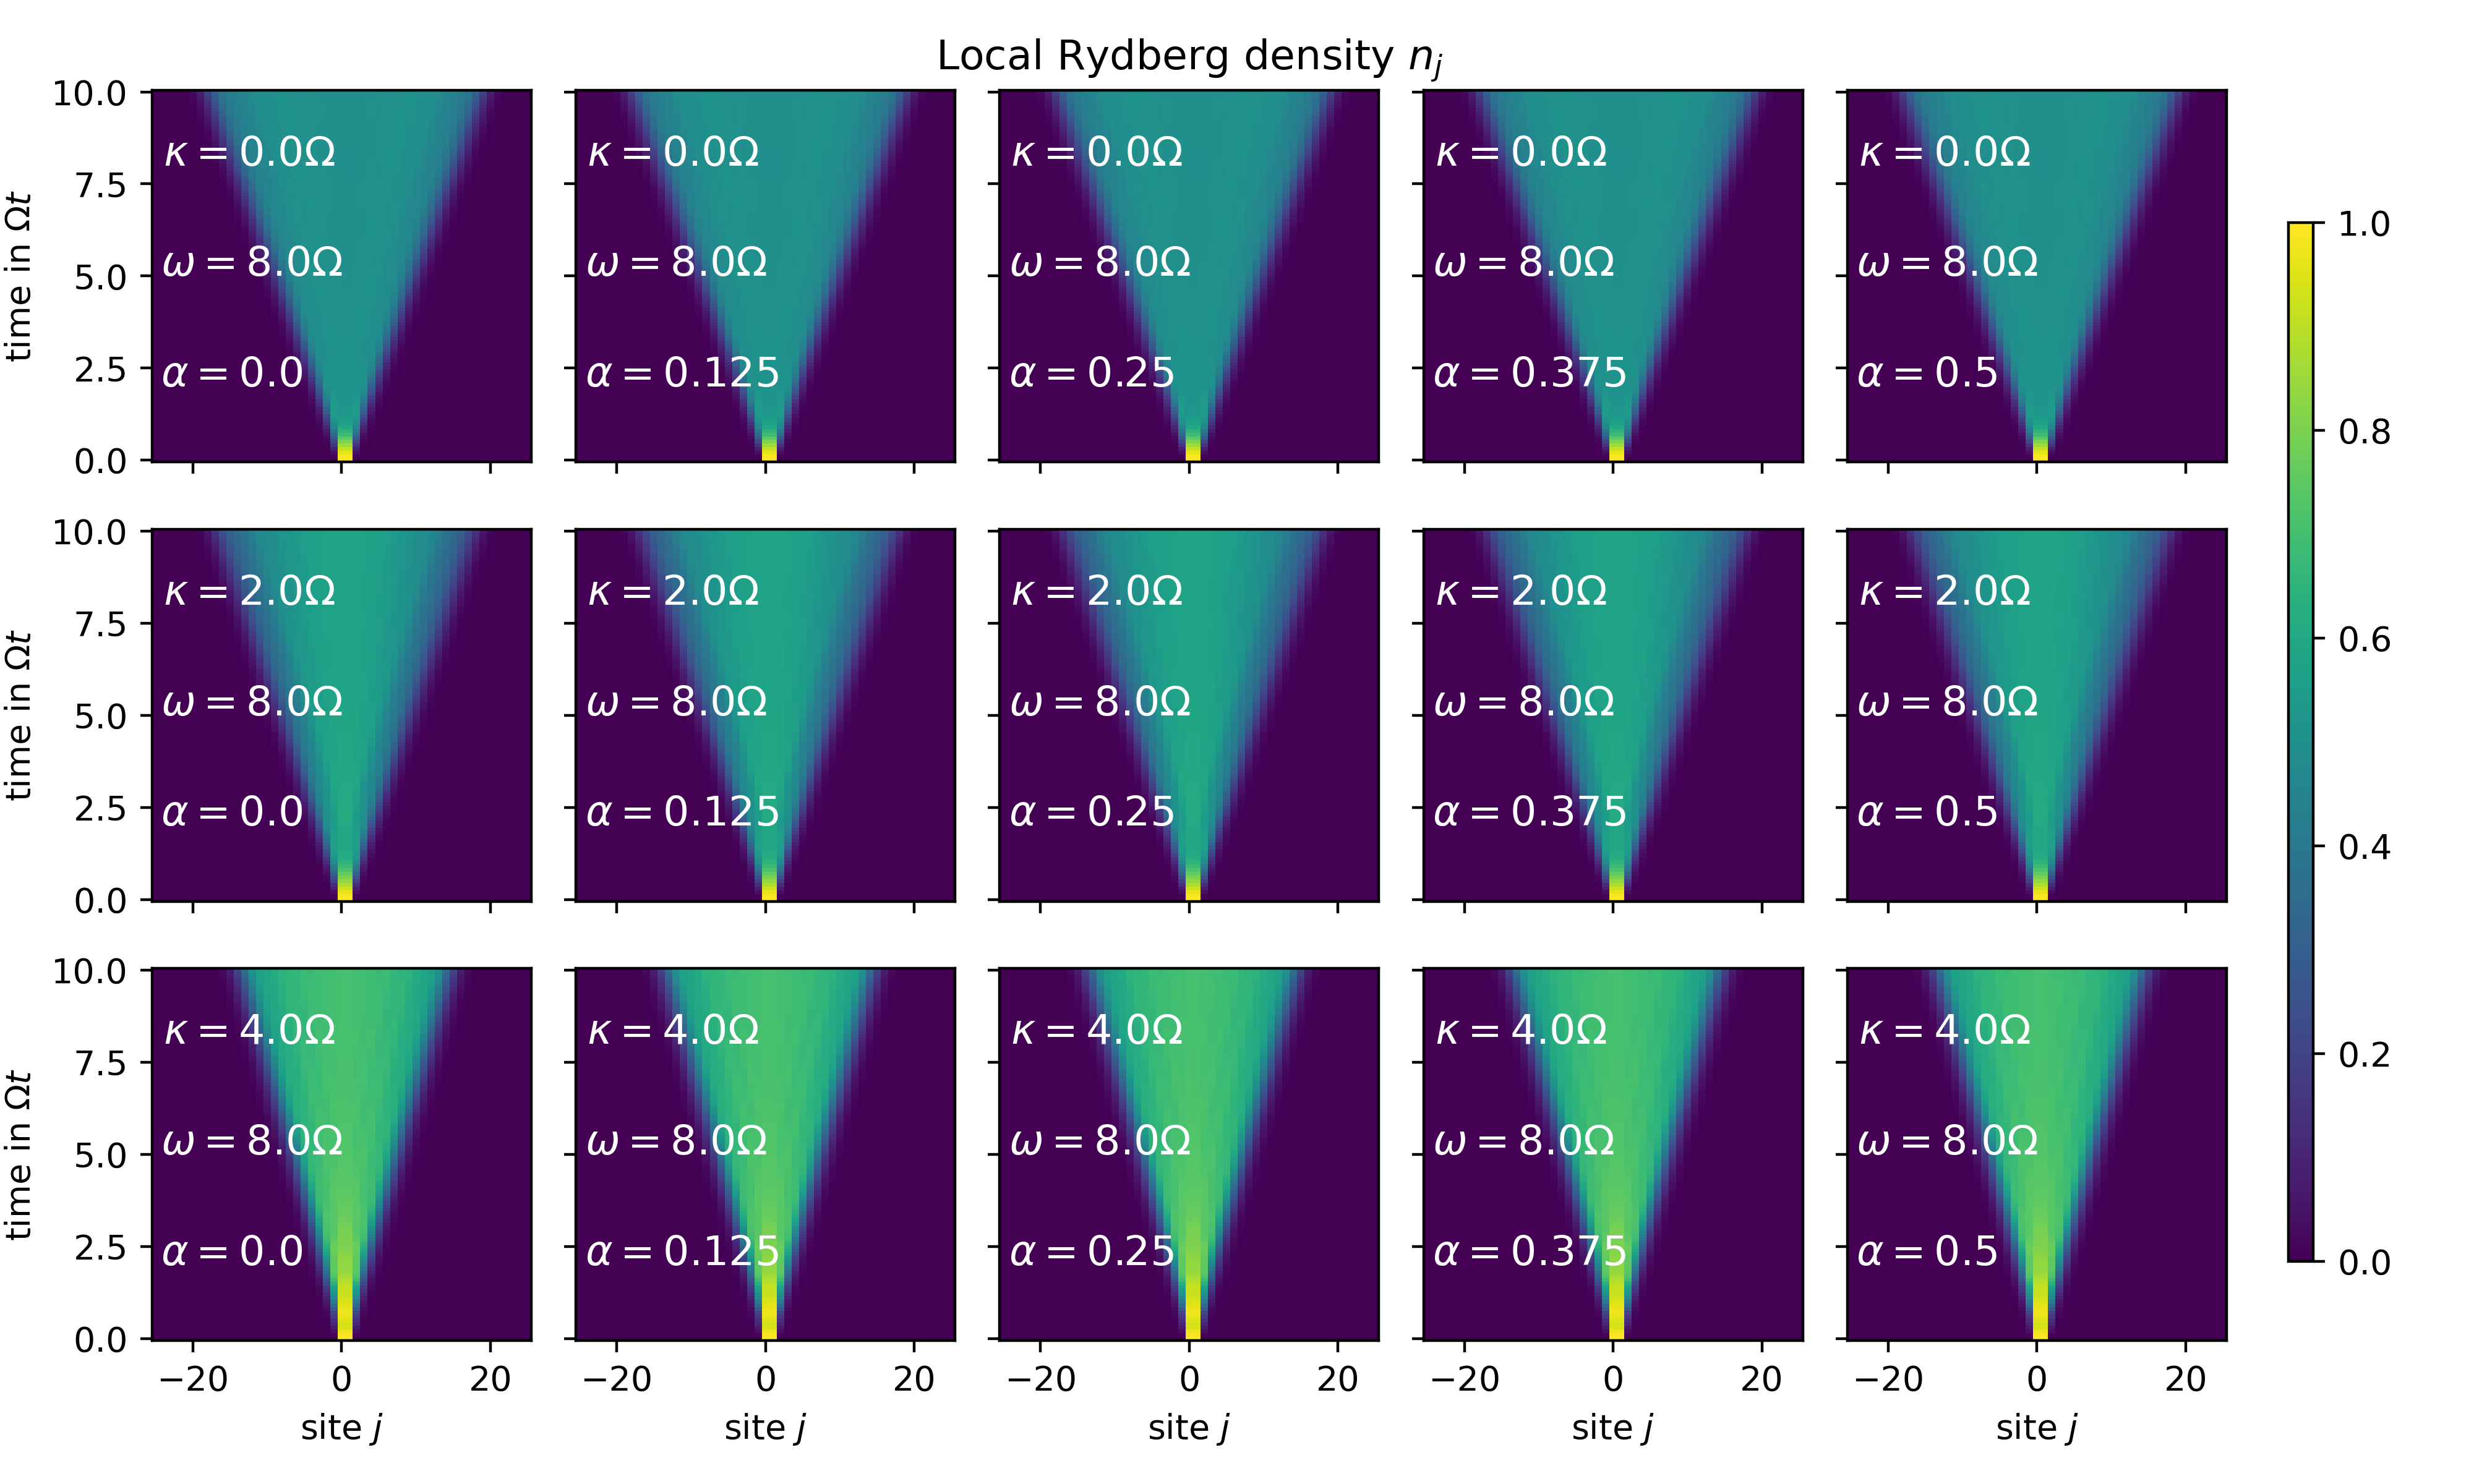 Local Rydberg density n_j
10.0
7.5
5.0
2.5
0.0
time in Ωt
κ = 0.0Ω
ω = 8.0Ω
α = 0.0
κ = 0.0Ω
ω = 8.0Ω
α = 0.125
κ = 0.0Ω
ω = 8.0Ω
α = 0.25
κ = 0.0Ω
ω = 8.0Ω
α = 0.375
κ = 0.0Ω
ω = 8.0Ω
α = 0.5
10.0
7.5
5.0
2.5
0.0
time in Ωt
κ = 2.0Ω
ω = 8.0Ω
α = 0.0
κ = 2.0Ω
ω = 8.0Ω
α = 0.125
κ = 2.0Ω
ω = 8.0Ω
α = 0.25
κ = 2.0Ω
ω = 8.0Ω
α = 0.375
κ = 2.0Ω
ω = 8.0Ω
α = 0.5
10.0
7.5
5.0
2.5
0.0
time in Ωt
κ = 4.0Ω
ω = 8.0Ω
α = 0.0
κ = 4.0Ω
ω = 8.0Ω
α = 0.125
κ = 4.0Ω
ω = 8.0Ω
α = 0.25
κ = 4.0Ω
ω = 8.0Ω
α = 0.375
κ = 4.0Ω
ω = 8.0Ω
α = 0.5
−20 0 20
site j
−20 0 20
site j
−20 0 20
site j
−20 0 20
site j
−20 0 20
site j
1.0
0.8
0.6
0.4
0.2
0.0